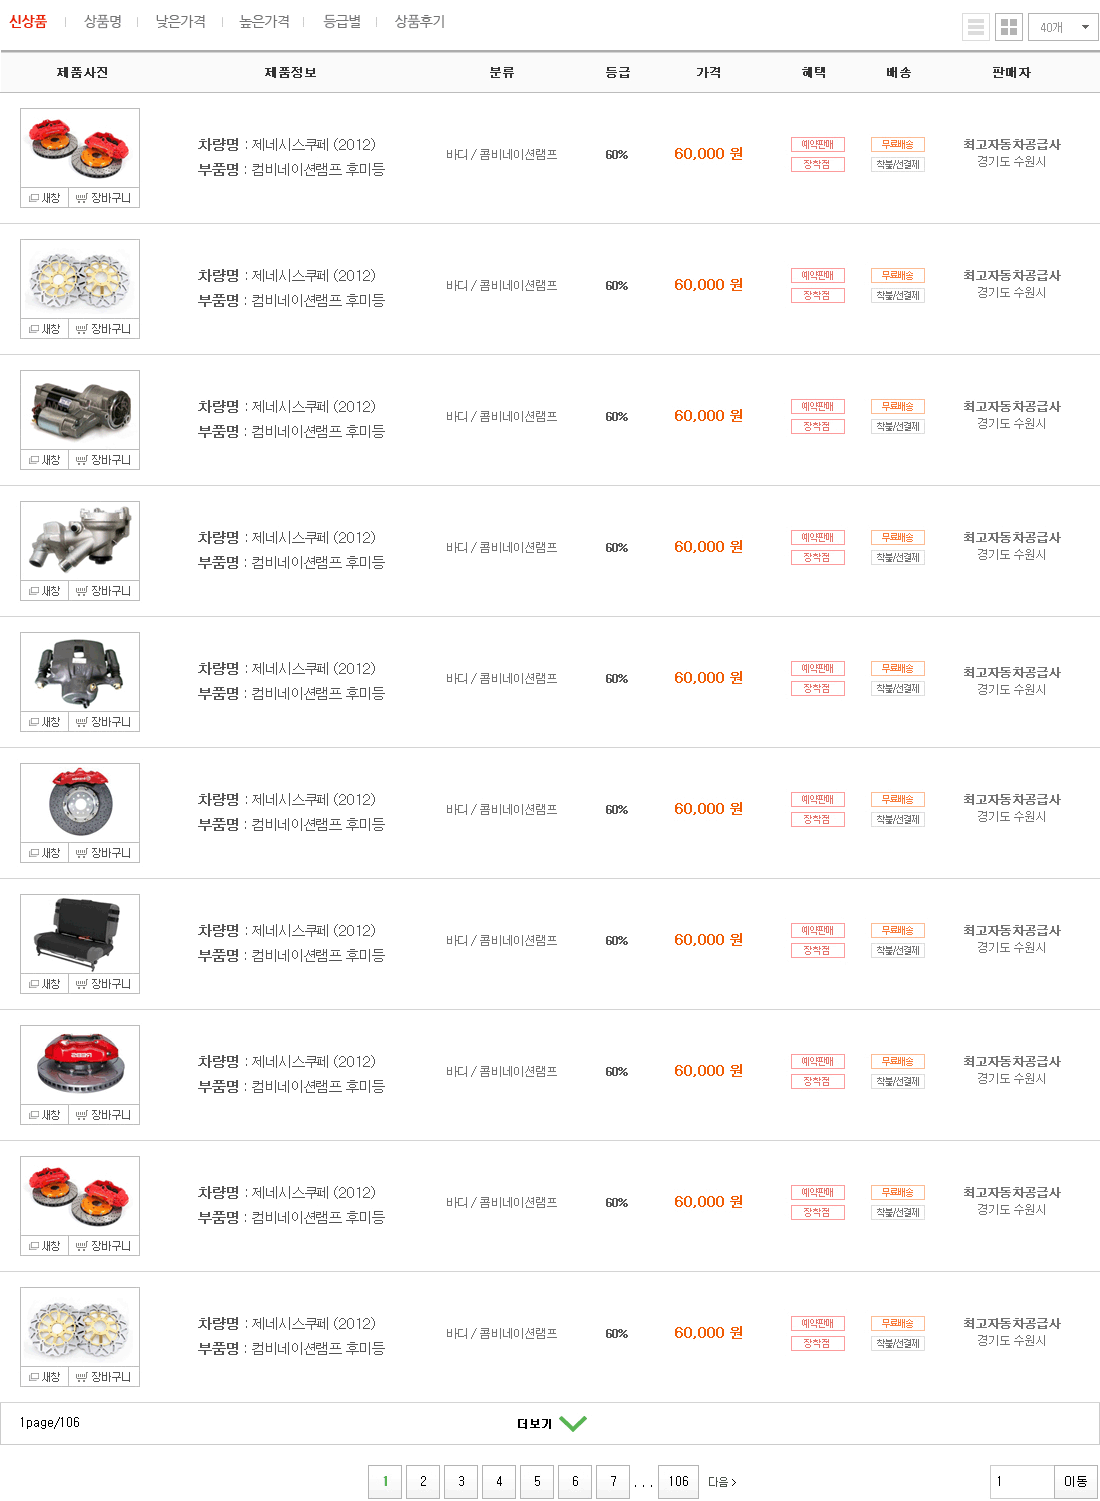 신상품 상품명 낮은가격 높은가격 등급별 상품후기 40개
제품사진 제품정보 분류 등급 가격 혜택 배송 판매자
차량명 : 제네시스쿠페 (2012) 예약판매 무료배송 최고자동차공급사
부품명 : 컴비네이션램프 후미등 바디 / 콤비네이션램프 60% 60,000 원 장착점 착불/선결제 경기도 수원시
새창 장바구니
차량명 : 제네시스쿠페 (2012) 예약판매 무료배송 최고자동차공급사
부품명 : 컴비네이션램프 후미등 바디 / 콤비네이션램프 60% 60,000 원 장착점 착불/선결제 경기도 수원시
새창 장바구니
차량명 : 제네시스쿠페 (2012) 예약판매 무료배송 최고자동차공급사
부품명 : 컴비네이션램프 후미등 바디 / 콤비네이션램프 60% 60,000 원 장착점 착불/선결제 경기도 수원시
새창 장바구니
차량명 : 제네시스쿠페 (2012) 예약판매 무료배송 최고자동차공급사
부품명 : 컴비네이션램프 후미등 바디 / 콤비네이션램프 60% 60,000 원 장착점 착불/선결제 경기도 수원시
새창 장바구니
차량명 : 제네시스쿠페 (2012) 예약판매 무료배송 최고자동차공급사
부품명 : 컴비네이션램프 후미등 바디 / 콤비네이션램프 60% 60,000 원 장착점 착불/선결제 경기도 수원시
새창 장바구니
차량명 : 제네시스쿠페 (2012) 예약판매 무료배송 최고자동차공급사
부품명 : 컴비네이션램프 후미등 바디 / 콤비네이션램프 60% 60,000 원 장착점 착불/선결제 경기도 수원시
새창 장바구니
차량명 : 제네시스쿠페 (2012) 예약판매 무료배송 최고자동차공급사
부품명 : 컴비네이션램프 후미등 바디 / 콤비네이션램프 60% 60,000 원 장착점 착불/선결제 경기도 수원시
새창 장바구니
차량명 : 제네시스쿠페 (2012) 예약판매 무료배송 최고자동차공급사
부품명 : 컴비네이션램프 후미등 바디 / 콤비네이션램프 60% 60,000 원 장착점 착불/선결제 경기도 수원시
새창 장바구니
차량명 : 제네시스쿠페 (2012) 예약판매 무료배송 최고자동차공급사
부품명 : 컴비네이션램프 후미등 바디 / 콤비네이션램프 60% 60,000 원 장착점 착불/선결제 경기도 수원시
새창 장바구니
차량명 : 제네시스쿠페 (2012) 예약판매 무료배송 최고자동차공급사
부품명 : 컴비네이션램프 후미등 바디 / 콤비네이션램프 60% 60,000 원 장착점 착불/선결제 경기도 수원시
새창 장바구니
1page/106 더보기
1 2 3 4 5 6 7 ... 106 다음 > 1 이동